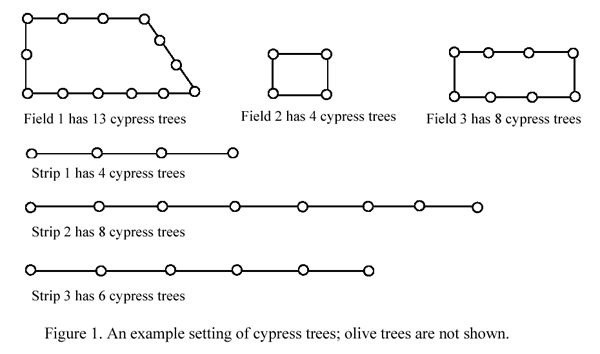 Field 1 has 13 cypress trees
Field 2 has 4 cypress trees
Field 3 has 8 cypress trees
Strip 1 has 4 cypress trees
Strip 2 has 8 cypress trees
Strip 3 has 6 cypress trees
Figure 1. An example setting of cypress trees; olive trees are not shown.